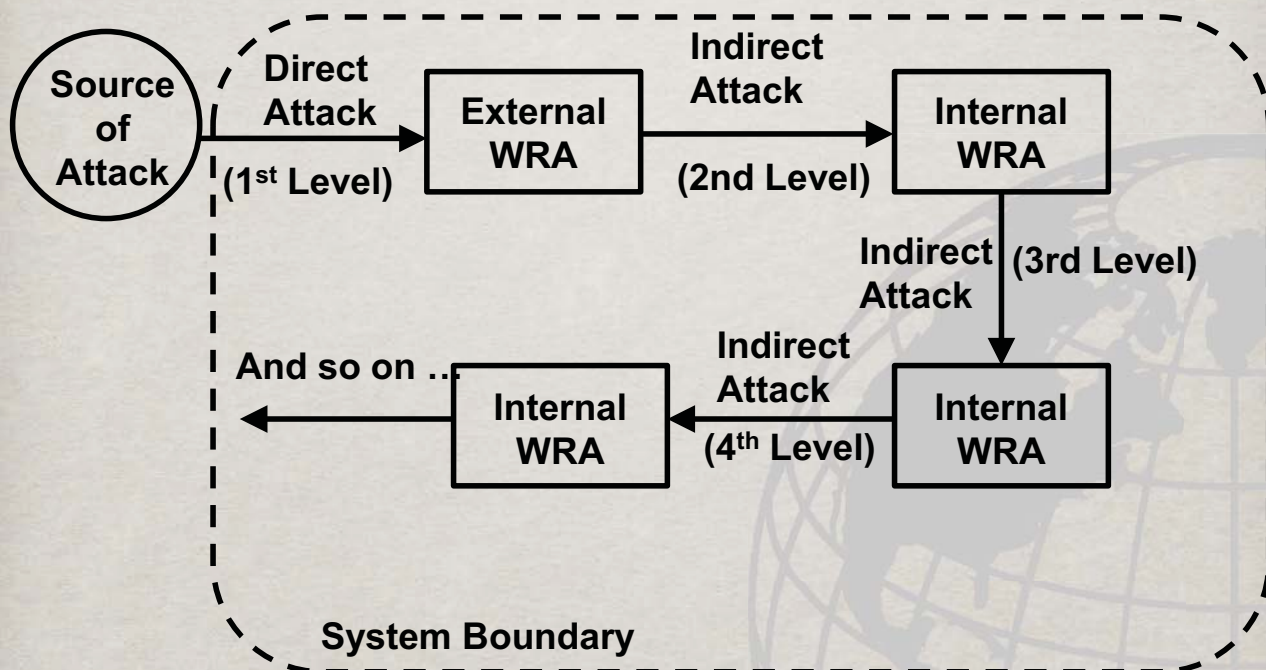 Source
of
Attack
Direct
Attack
(1st Level)
External
WRA
Indirect
Attack
(2nd Level)
Internal
WRA
Indirect
Attack
(3rd Level)
Internal
WRA
Indirect
Attack
(4th Level)
Internal
WRA
And so on …
System Boundary